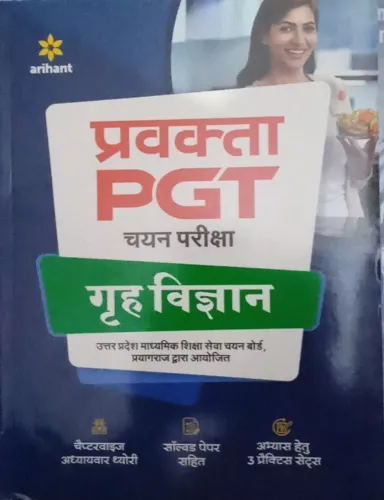 arihant
प्रवक्ता
PGT
चयन परीक्षा
गृह विज्ञान
उत्तर प्रदेश माध्यमिक शिक्षा सेवा चयन बोर्ड,
प्रयागराज द्वारा आयोजित
चैप्टरवाइज
अध्यायवार थ्योरी
सॉल्वड पेपर
सहित
अभ्यास हेतु
3 प्रैक्टिस सेट्स